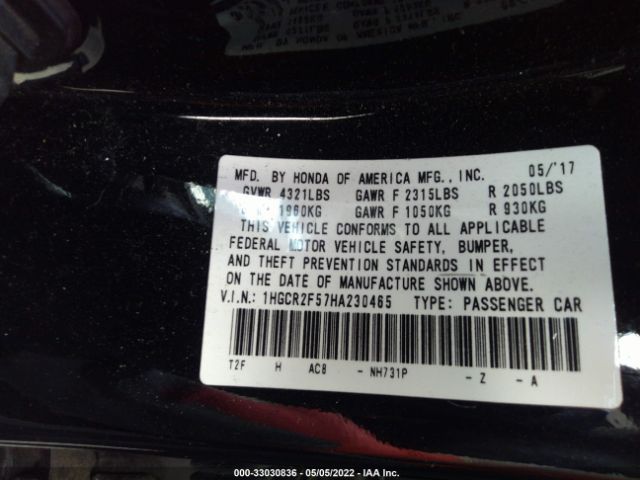 MFD. BY HONDA OF AMERICA MFG., INC. 05/'17
GVWR 4321LBS GAWR F 2315LBS R 2050LBS
1960KG GAWR F 1050KG R 930KG
THIS VEHICLE CONFORMS TO ALL APPLICABLE
FEDERAL MOTOR VEHICLE SAFETY, BUMPER,
AND THEFT PREVENTION STANDARDS IN EFFECT
ON THE DATE OF MANUFACTURE SHOWN ABOVE.
V.I.N.: 1HGCR2F57HA230465 TYPE: PASSENGER CAR
T2F H AC8 - NH731P - Z - A
000-33030836 - 05/05/2022 - IAA Inc.